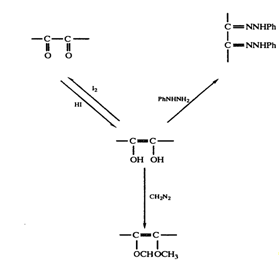 —C—C—
O O
C=NNHPh
C=NNHPh
I2
HI
PhNHNH2
—C=C—
OH OH
CH2N2
—C=C—
OCHOCH3